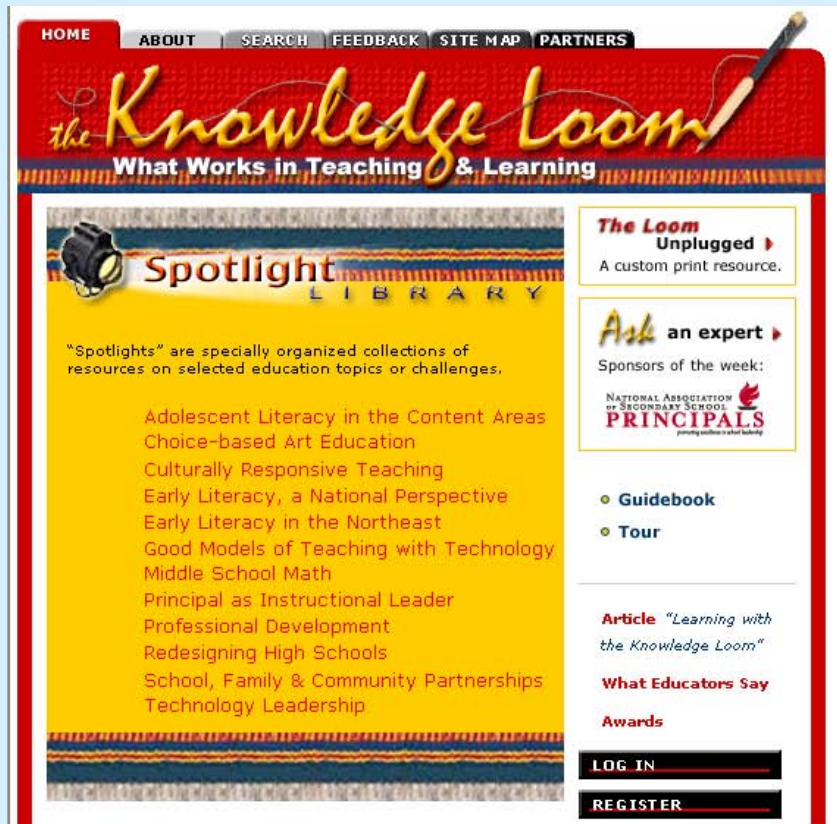 HOME
ABOUT
SEARCH
FEEDBACK
SITE MAP
PARTNERS
the Knowledge Loom
What Works in Teaching & Learning
Spotlight
LIBRARY
"Spotlights" are specially organized collections of
resources on selected education topics or challenges.
Adolescent Literacy in the Content Areas
Choice-based Art Education
Culturally Responsive Teaching
Early Literacy, a National Perspective
Early Literacy in the Northeast
Good Models of Teaching with Technology
Middle School Math
Principal as Instructional Leader
Professional Development
Redesigning High Schools
School, Family & Community Partnerships
Technology Leadership
The Loom
Unplugged
A custom print resource.
Ask an expert
Sponsors of the week:
NATIONAL ASSOCIATION
OF SECONDARY SCHOOL
PRINCIPALS
promoting excellence in school leadership
Guidebook
Tour
Article "Learning with
the Knowledge Loom"
What Educators Say
Awards
LOG IN
REGISTER